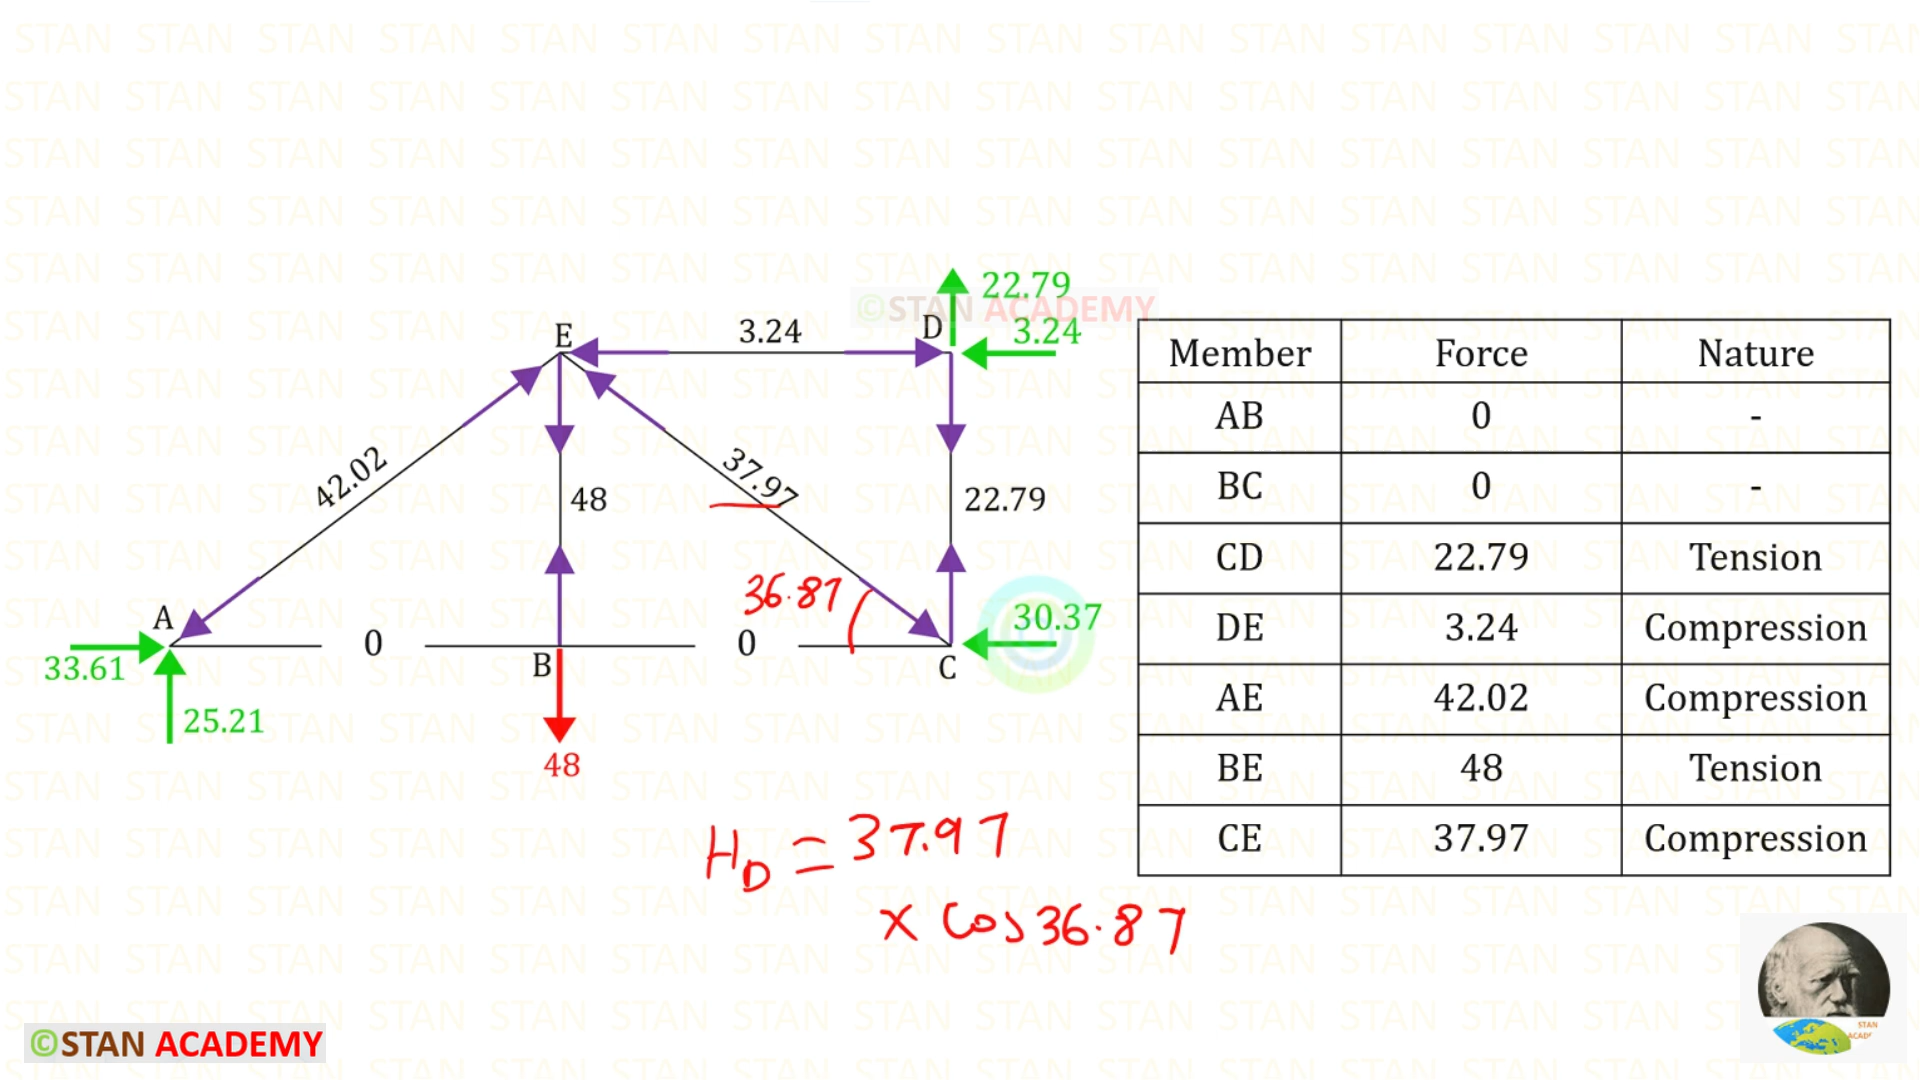 22.79
©STAN ACADEMY
E
3.24
D
3.24
42.02
48
37.97
22.79
36.87
A
0
B
0
C
30.37
33.61
25.21
48
H_D = 37.97
x Cos 36.87
Member Force Nature
AB 0 -
BC 0 -
CD 22.79 Tension
DE 3.24 Compression
AE 42.02 Compression
BE 48 Tension
CE 37.97 Compression
©STAN ACADEMY
STAN
ACADE